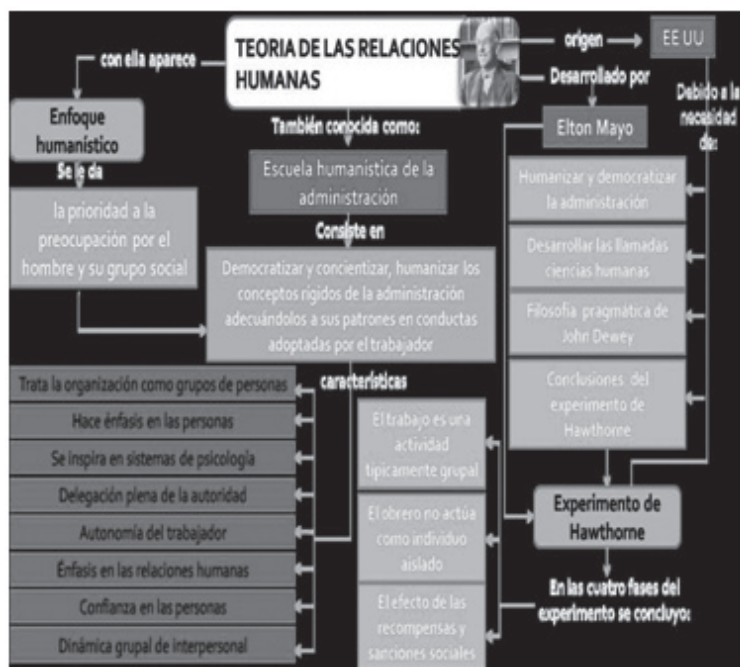 TEORIA DE LAS RELACIONES
HUMANAS
con ella aparece
origen
EE UU
Desarrollado por
Debido a la
necesidad
de:
Enfoque
humanístico
También conocida como:
Elton Mayo
Se le da
Escuela humanística de la
administración
Humanizar y democratizar
la administración
la prioridad a la
preocupación por el
hombre y su grupo social
Consiste en
Desarrollar las llamadas
ciencias humanas
Democratizar y concientizar, humanizar los
conceptos rígidos de la administración
adecuándolos a sus patrones en conductas
adoptadas por el trabajador
Filosofía pragmática de
John Dewey
características
Conclusiones del
experimento de
Hawthorne
Trata la organización como grupos de personas
Hace énfasis en las personas
Se inspira en sistemas de psicología
Delegación plena de la autoridad
Autonomía del trabajador
Énfasis en las relaciones humanas
Confianza en las personas
Dinámica grupal de interpersonal
El trabajo es una
actividad
típicamente grupal
El obrero no actúa
como individuo
aislado
El efecto de las
recompensas y
sanciones sociales
Experimento de
Hawthorne
En las cuatro fases del
experimento se concluyo: